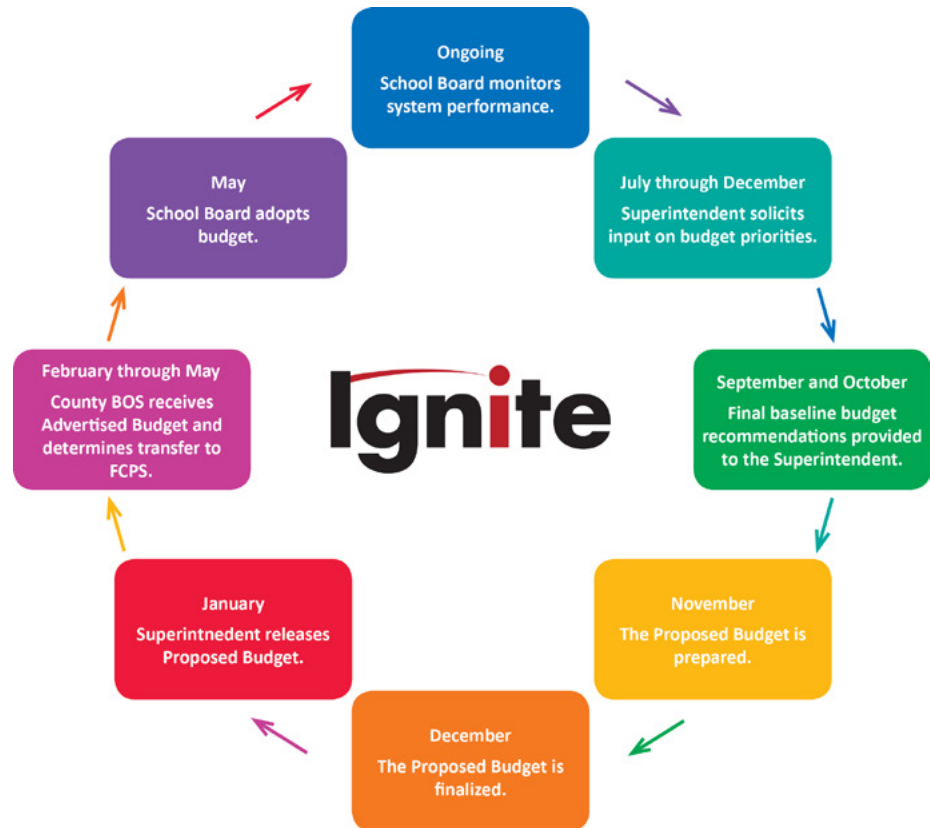 Ongoing
School Board monitors
system performance.
July through December
Superintendent solicits
input on budget priorities.
September and October
Final baseline budget
recommendations provided
to the Superintendent.
November
The Proposed Budget is
prepared.
December
The Proposed Budget is
finalized.
January
Superintnedent releases
Proposed Budget.
February through May
County BOS receives
Advertised Budget and
determines transfer to
FCPS.
May
School Board adopts
budget.
Ignite